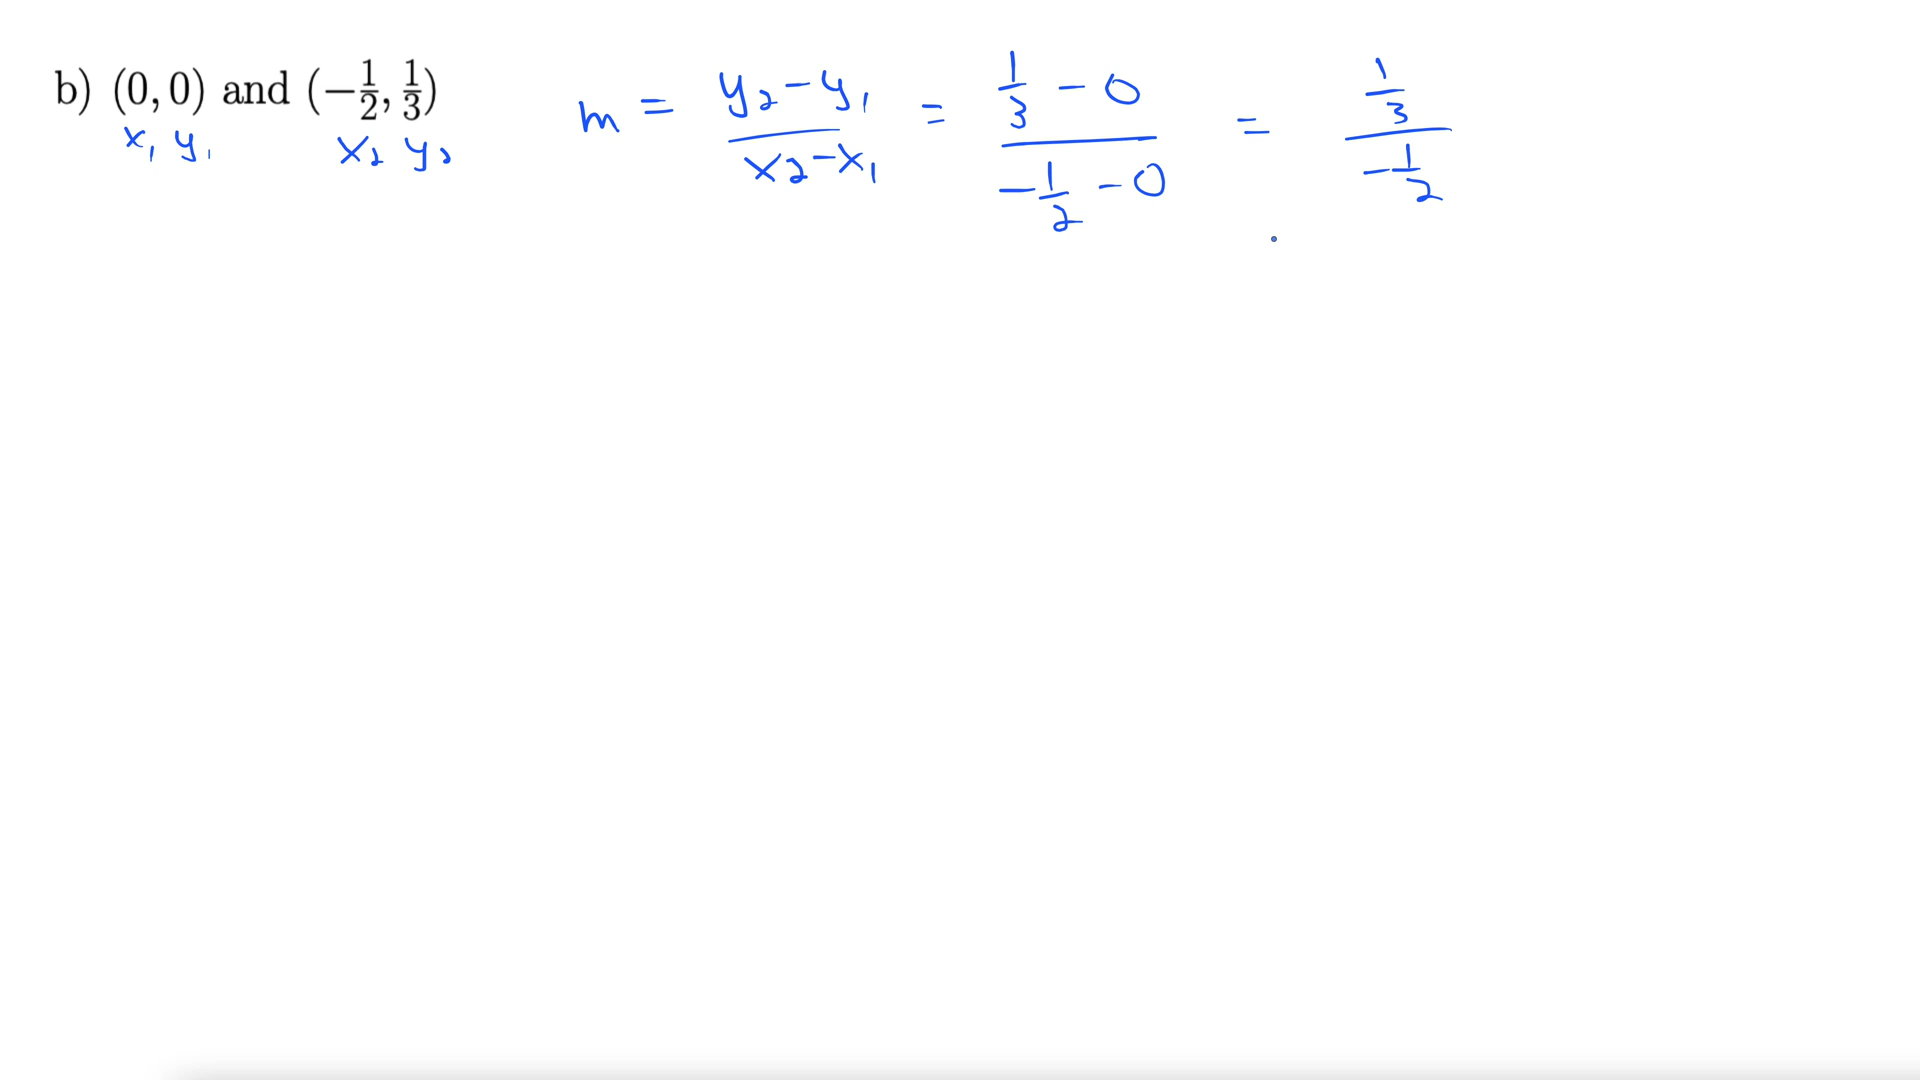 b) (0, 0) and (-1/2, 1/3)
x₁ y₁ x₂ y₂
m = (y₂-y₁)/(x₂-x₁) = (1/3 - 0)/(-1/2 - 0) = (1/3)/(-1/2)